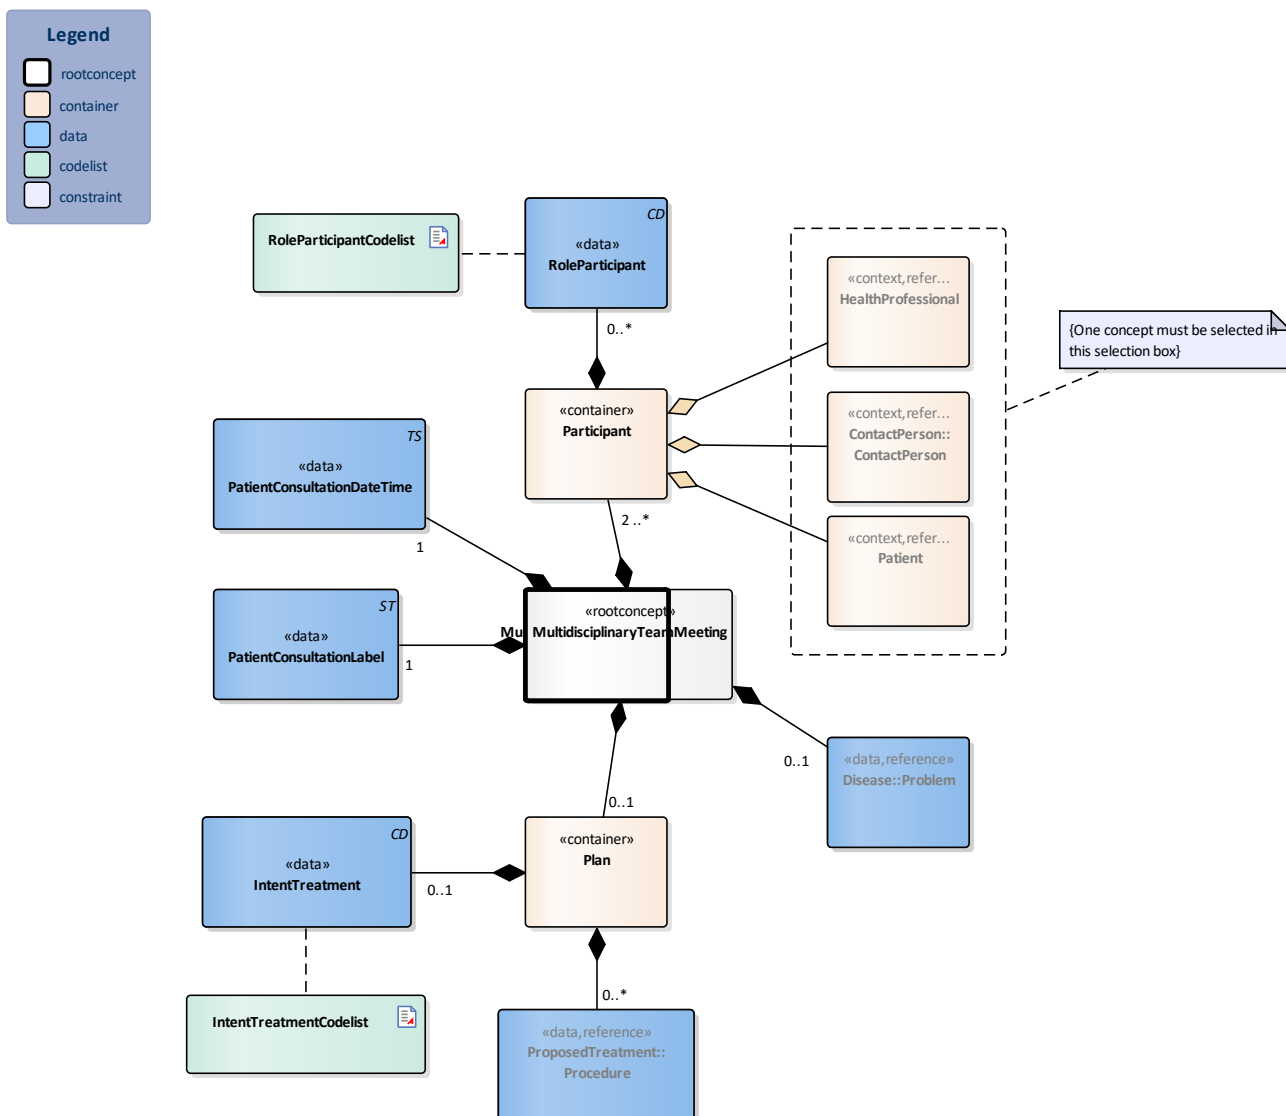 Legend
rootconcept
container
data
codelist
constraint
CD
«data»
RoleParticipant
RoleParticipantCodelist
0..*
«context,refer...
HealthProfessional
{One concept must be selected in
this selection box}
«container»
Participant
«context,refer...
ContactPerson::
ContactPerson
TS
«data»
PatientConsultationDateTime
1
2..*
«context,refer...
Patient
ST
«data»
PatientConsultationLabel
1
«rootconcept»
Mu
MultidisciplinaryTeamMeeting
«data,reference»
Disease::Problem
0..1
0..1
CD
«data»
IntentTreatment
0..1
«container»
Plan
0..*
IntentTreatmentCodelist
«data,reference»
ProposedTreatment::
Procedure